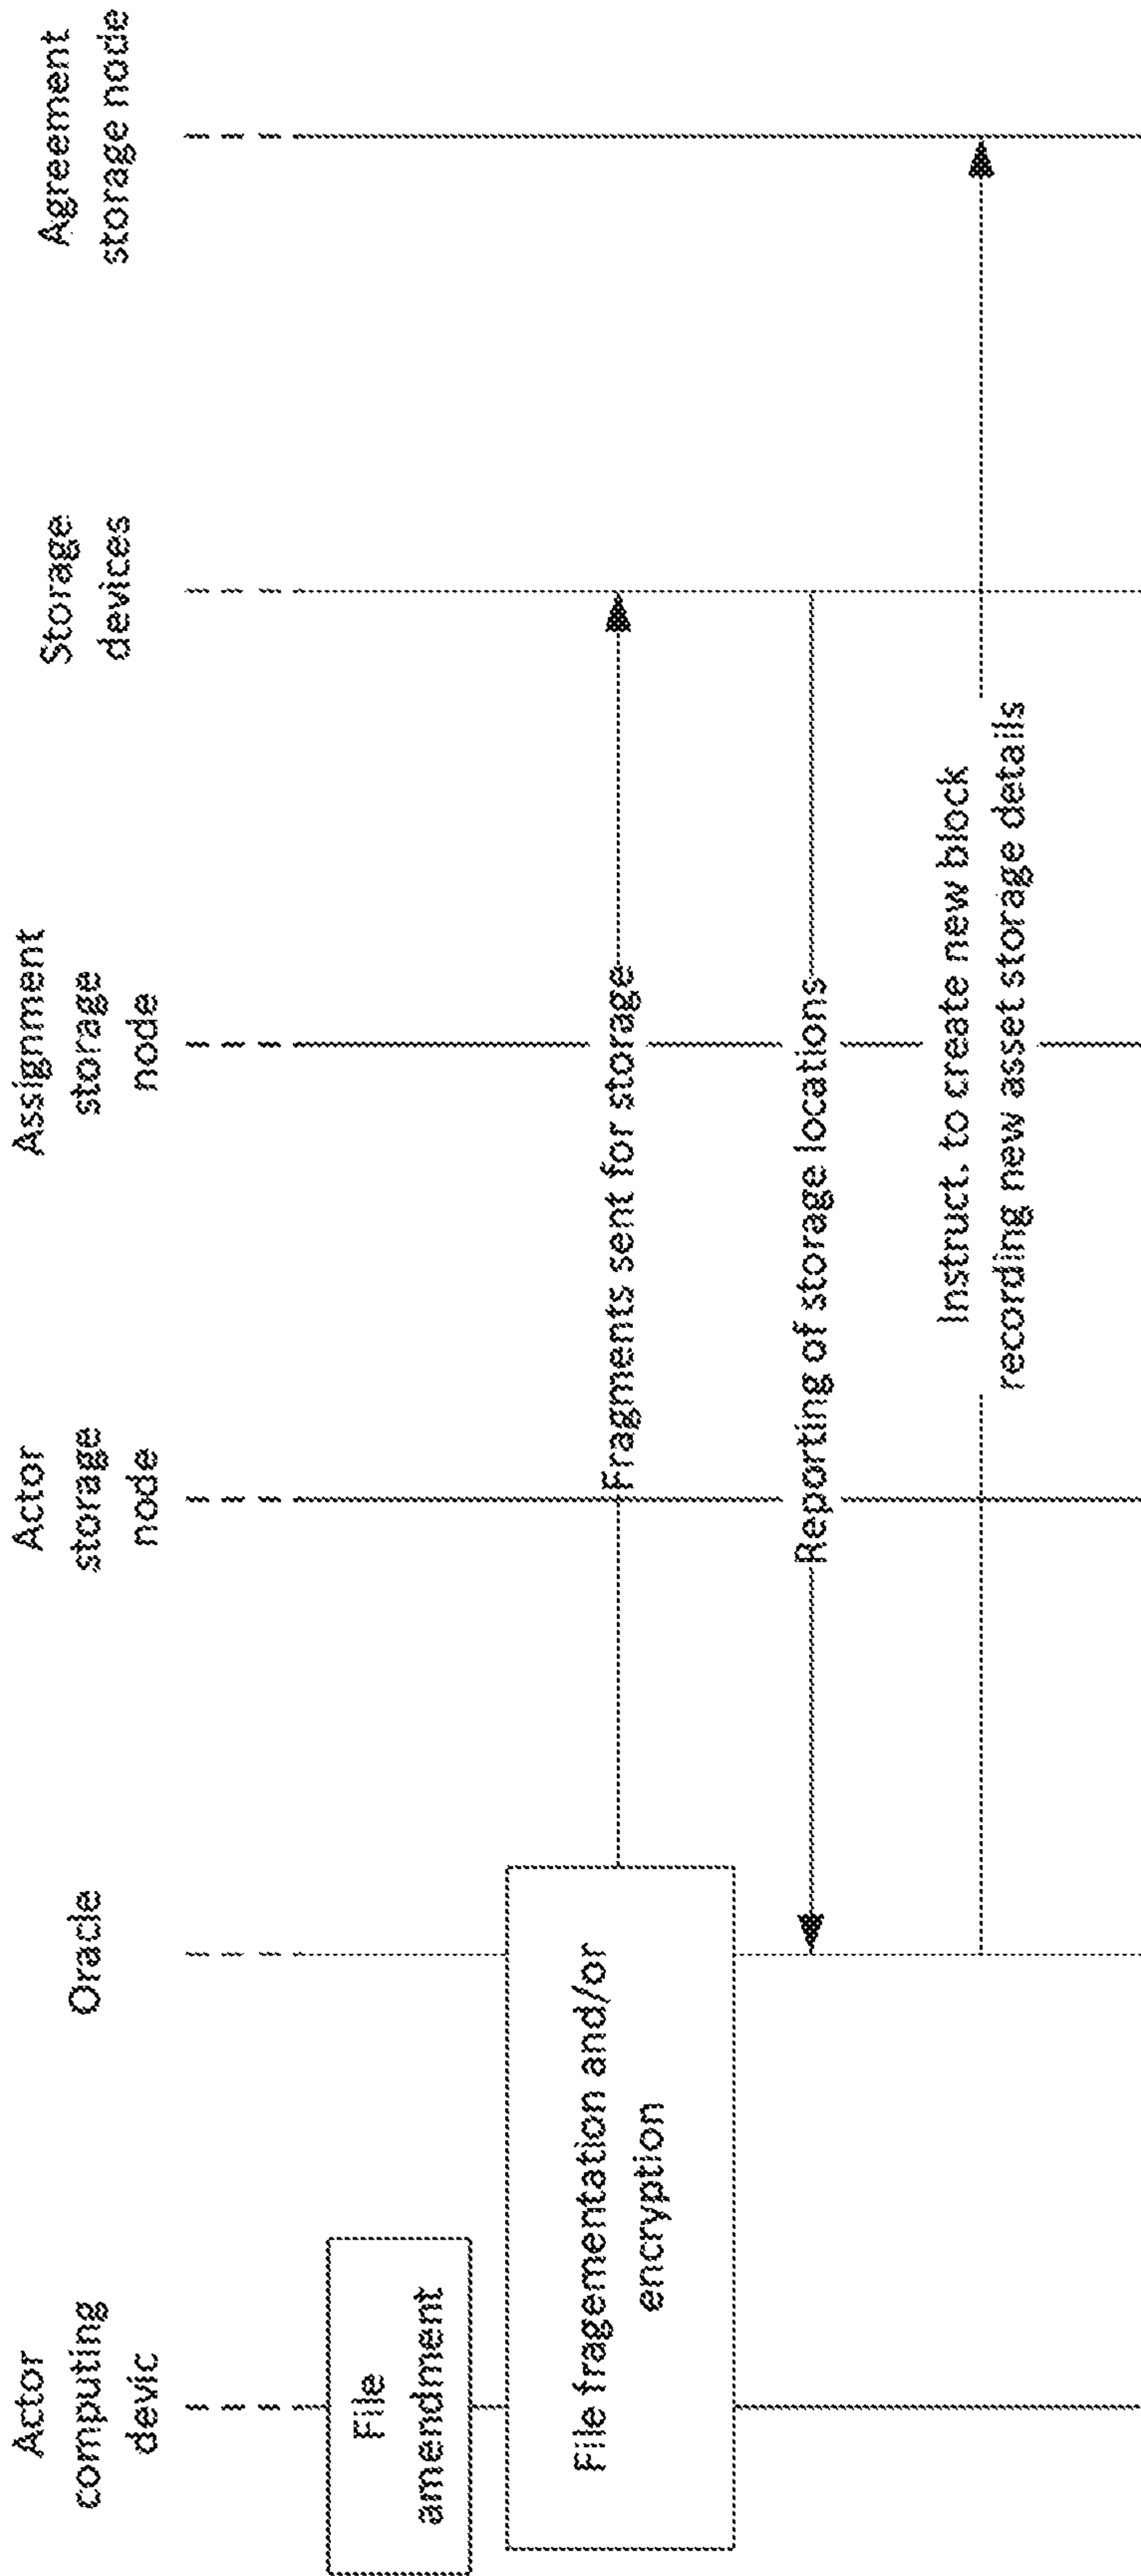 Actor
computing
devic
Oracle
Actor
storage
node
Assignment
storage
node
Storage
devices
Agreement
storage node
File
amendment
File fragementation and/or
encryption
Fragments sent for storage
Reporting of storage locations
Instruct. to create new block
recording new asset storage details